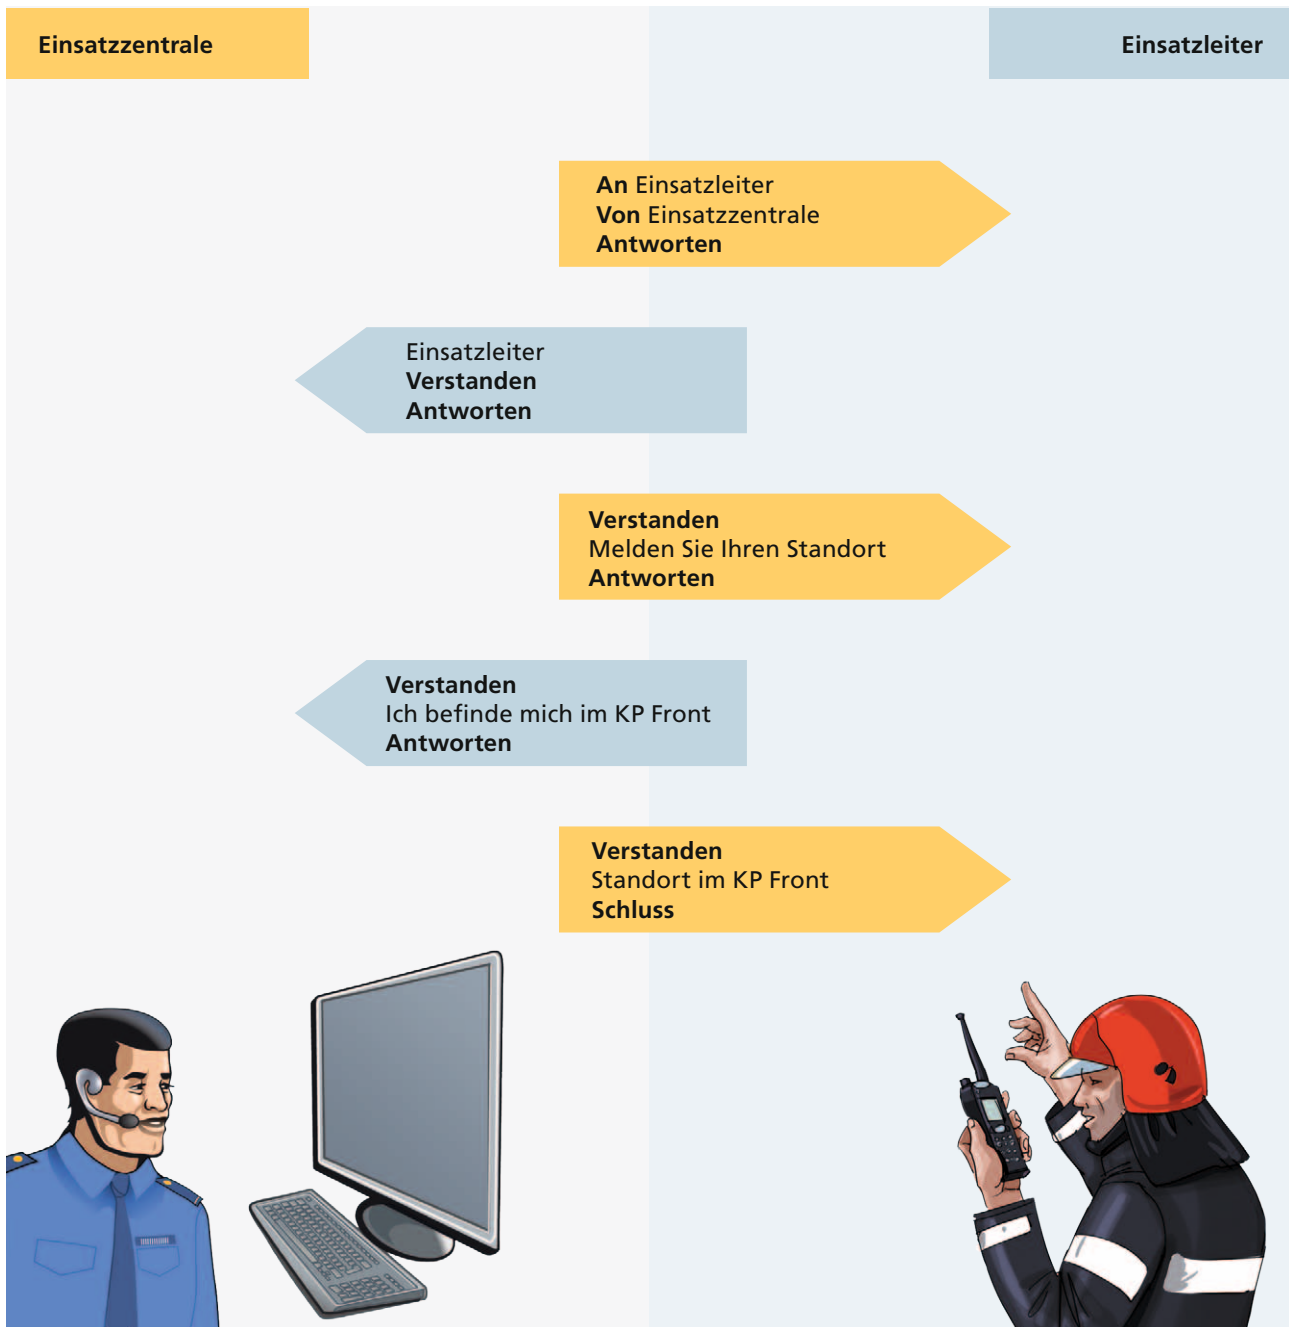 Einsatzzentrale
Einsatzleiter
An Einsatzleiter
Von Einsatzzentrale
Antworten
Einsatzleiter
Verstanden
Antworten
Verstanden
Melden Sie Ihren Standort
Antworten
Verstanden
Ich befinde mich im KP Front
Antworten
Verstanden
Standort im KP Front
Schluss